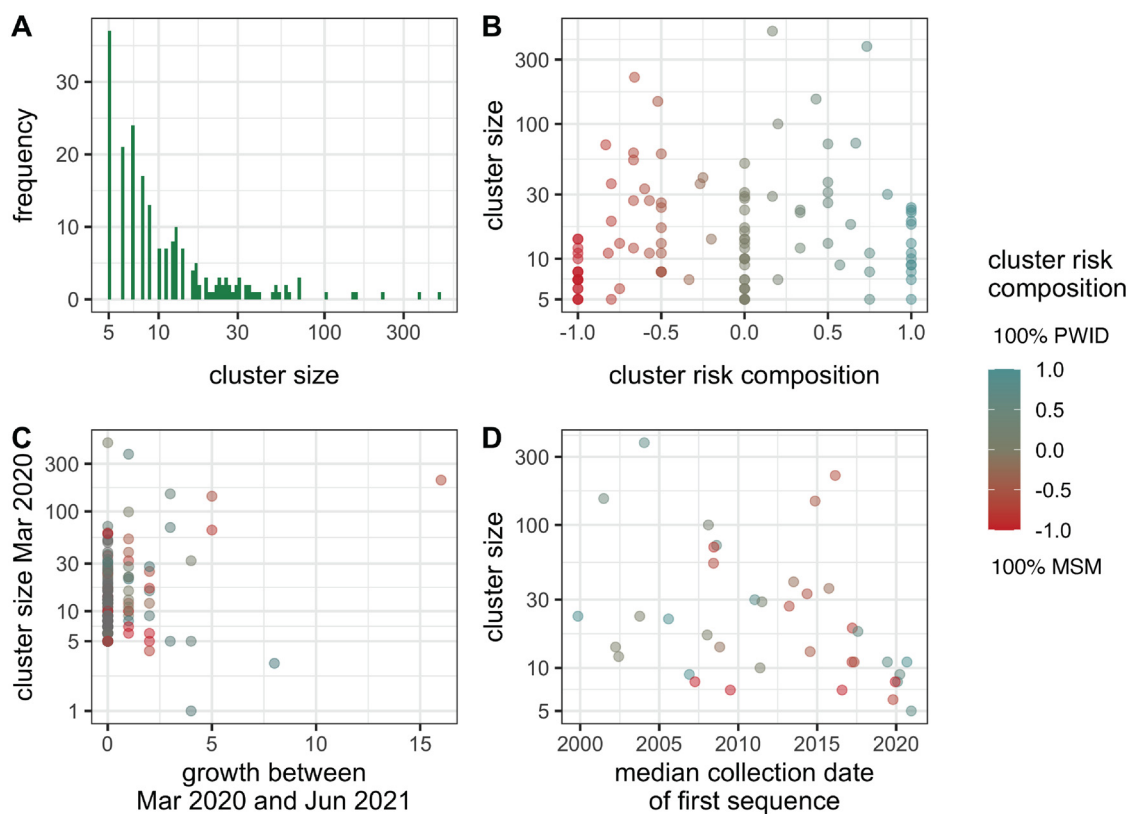 A
frequency
30
20
10
0
5
10
30
100
300
cluster size
B
cluster size
300
100
30
10
5
-1.0
-0.5
0.0
0.5
1.0
cluster risk composition
C
cluster size Mar 2020
300
100
30
10
5
1
0
5
10
15
growth between
Mar 2020 and Jun 2021
D
cluster size
300
100
30
10
5
2000
2005
2010
2015
2020
median collection date
of first sequence
cluster risk
composition
100% PWID
1.0
0.5
0.0
-0.5
-1.0
100% MSM